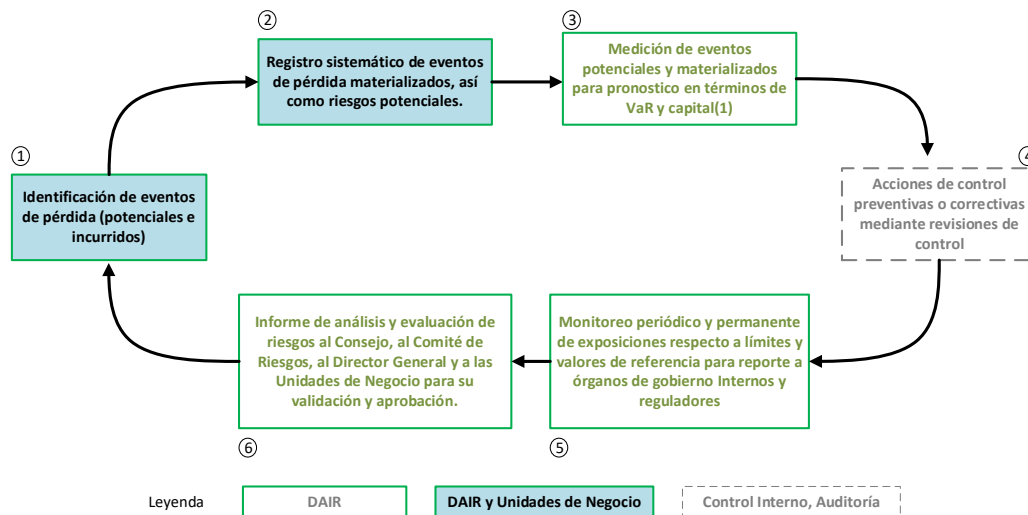 ②
Registro sistemático de eventos
de pérdida materializados, así
como riesgos potenciales.
③
Medición de eventos
potenciales y materializados
para pronostico en términos de
VaR y capital(1)
①
Identificación de eventos
de pérdida (potenciales e
incurridos)
④
Acciones de control
preventivas o correctivas
mediante revisiones de
control
Informe de análisis y evaluación de
riesgos al Consejo, al Comité de
Riesgos, al Director General y a las
Unidades de Negocio para su
validación y aprobación.
⑥
Monitoreo periódico y permanente
de exposiciones respecto a límites y
valores de referencia para reporte a
órganos de gobierno Internos y
reguladores
⑤
Leyenda
DAIR
DAIR y Unidades de Negocio
Control Interno, Auditoría